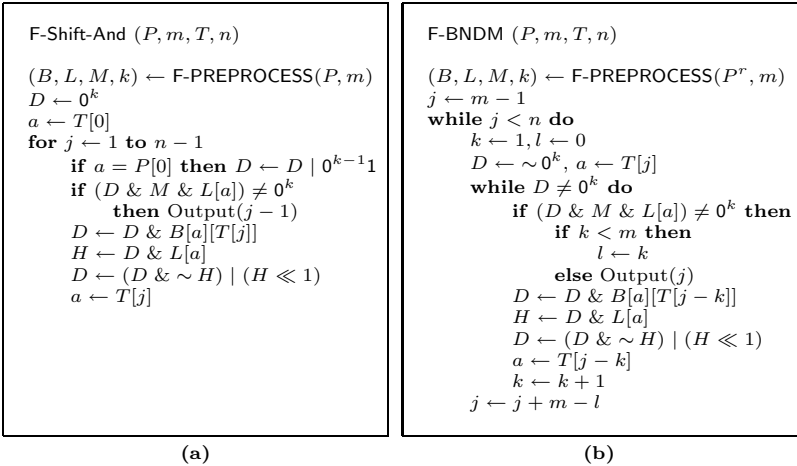 F-Shift-And (P, m, T, n)
(B, L, M, k) ← F-PREPROCESS(P, m)
D ← 0^k
a ← T[0]
for j ← 1 to n − 1
if a = P[0] then D ← D | 0^{k−1}1
if (D & M & L[a]) ≠ 0^k
then Output(j − 1)
D ← D & B[a][T[j]]
H ← D & L[a]
D ← (D & ∼ H) | (H ≪ 1)
a ← T[j]
(a)
F-BNDM (P, m, T, n)
(B, L, M, k) ← F-PREPROCESS(P^r, m)
j ← m − 1
while j < n do
k ← 1, l ← 0
D ← ∼ 0^k, a ← T[j]
while D ≠ 0^k do
if (D & M & L[a]) ≠ 0^k then
if k < m then
l ← k
else Output(j)
D ← D & B[a][T[j − k]]
H ← D & L[a]
D ← (D & ∼ H) | (H ≪ 1)
a ← T[j − k]
k ← k + 1
j ← j + m − l
(b)